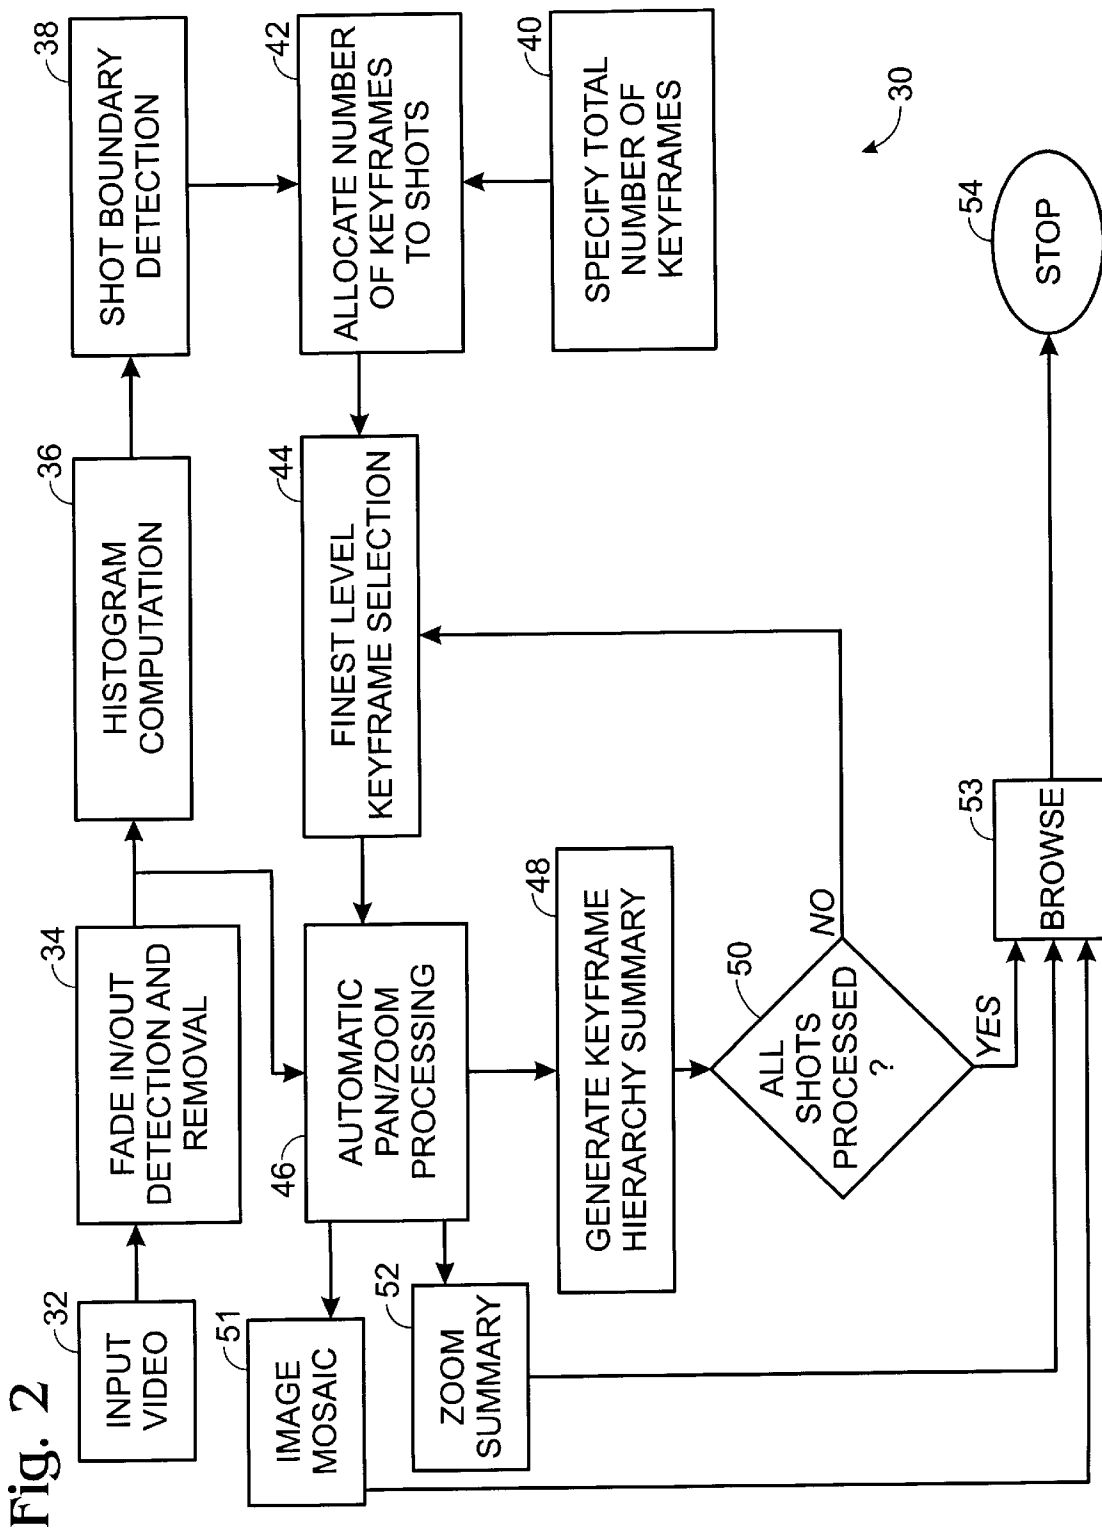 Fig. 2
32
INPUT
VIDEO
34
FADE IN/OUT
DETECTION AND
REMOVAL
36
HISTOGRAM
COMPUTATION
38
SHOT BOUNDARY
DETECTION
51
IMAGE
MOSAIC
46
AUTOMATIC
PAN/ZOOM
PROCESSING
44
FINEST LEVEL
KEYFRAME SELECTION
42
ALLOCATE NUMBER
OF KEYFRAMES
TO SHOTS
52
ZOOM
SUMMARY
48
GENERATE KEYFRAME
HIERARCHY SUMMARY
40
SPECIFY TOTAL
NUMBER OF
KEYFRAMES
50
ALL
SHOTS
PROCESSED
?
NO
YES
30
53
BROWSE
54
STOP